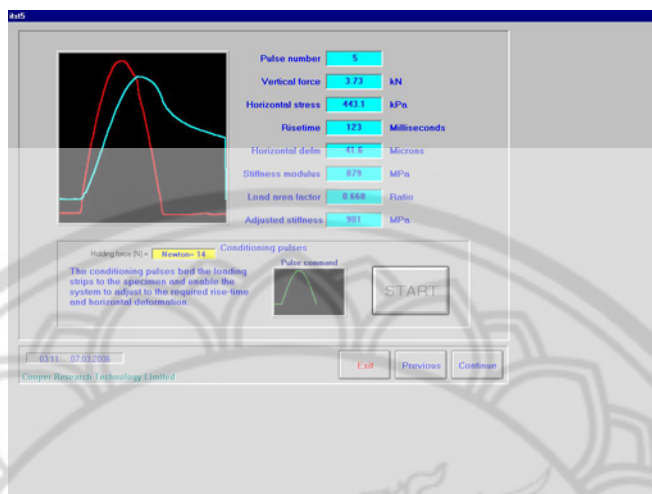 itst5
Pulse number 5
Vertical force 3.73 kN
Horizontal stress 443.1 kPa
Risetime 123 Milliseconds
Horizontal defm 41.6 Microns
Stiffness modulus 879 MPa
Load area factor 0.668 Ratio
Adjusted stiffness 901 MPa
Conditioning pulses
Holding force (N) = Newton= 14
Pulse command
The conditioning pulses bed the loading
strips to the specimen and enable the
system to adjust to the required rise-time
and horizontal deformation
START
03:11 07.03.2006
Exit Previous Continue
Cooper Research Technology Limited